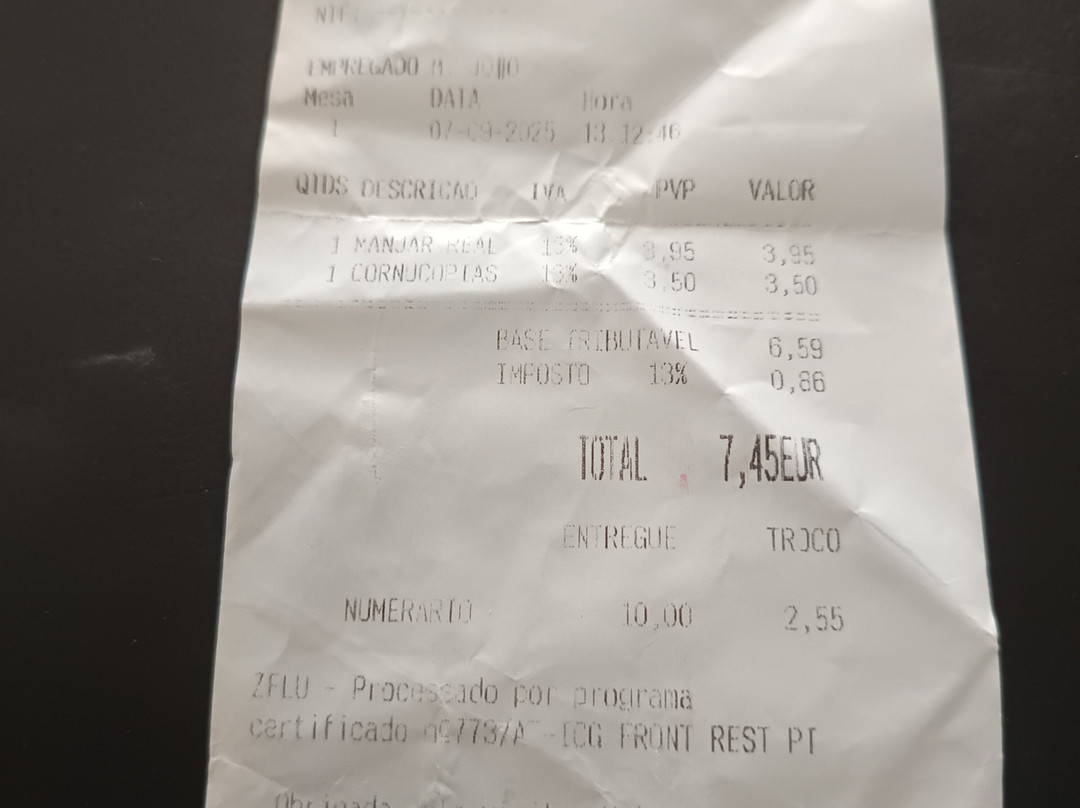 NIF:
EMPREGADO M.
Mesa DATA Hora
1 07-09-2025 13:12:46
QTDS DESCRICAO IVA PVP VALOR
1 MANJAR REAL 13% 3,95 3,95
1 CORNUCOPIAS 13% 3,50 3,50
BASE TRIBUTAVEL 6,59
IMPOSTO 13% 0,86
TOTAL 7,45EUR
ENTREGUE TROCO
NUMERARIO 10,00 2,55
ZFLU - Processado por programa
certificado nº773/AT -ICG FRONT REST PT